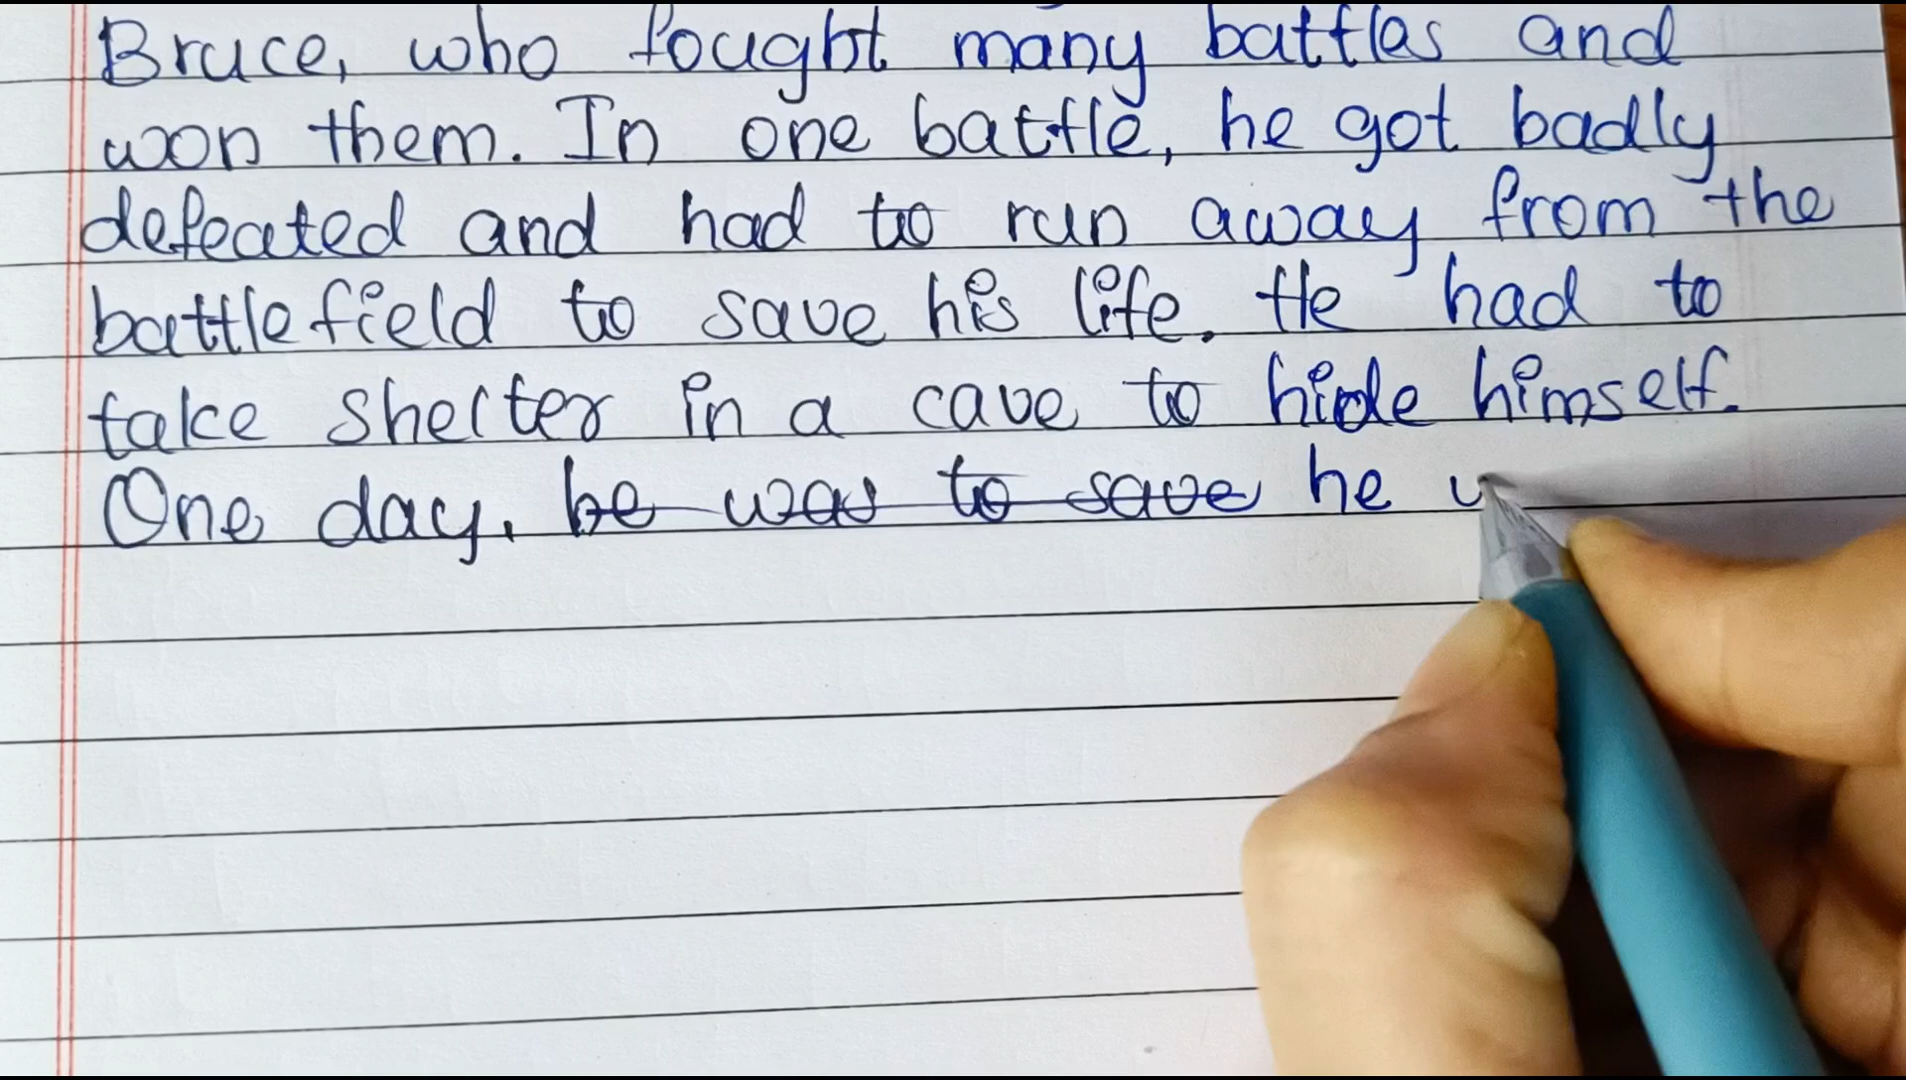 Bruce, who fought many battles and
won them. In one battle, he got badly
defeated and had to run away from the
battlefield to save his life. He had to
take shelter in a cave to hide himself.
One day, he was to save he